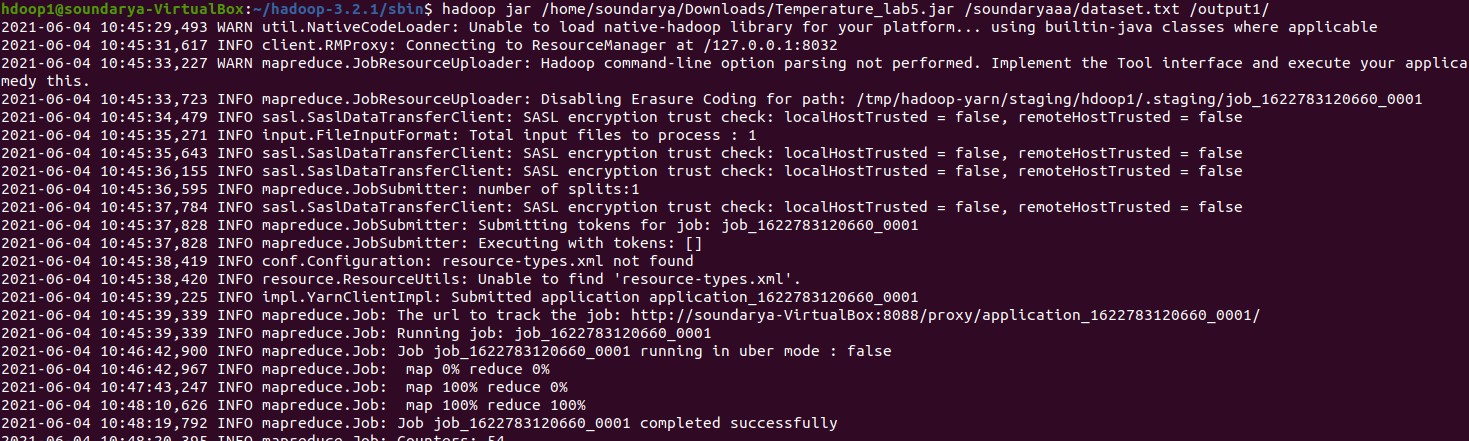 hdoop1@soundarya-VirtualBox:~/hadoop-3.2.1/sbin$ hadoop jar /home/soundarya/Downloads/Temperature_lab5.jar /soundaryaaa/dataset.txt /output1/
2021-06-04 10:45:29,493 WARN util.NativeCodeLoader: Unable to load native-hadoop library for your platform... using builtin-java classes where applicable
2021-06-04 10:45:31,617 INFO client.RMProxy: Connecting to ResourceManager at /127.0.0.1:8032
2021-06-04 10:45:33,227 WARN mapreduce.JobResourceUploader: Hadoop command-line option parsing not performed. Implement the Tool interface and execute your applica
medy this.
2021-06-04 10:45:33,723 INFO mapreduce.JobResourceUploader: Disabling Erasure Coding for path: /tmp/hadoop-yarn/staging/hdoop1/.staging/job_1622783120660_0001
2021-06-04 10:45:34,479 INFO sasl.SaslDataTransferClient: SASL encryption trust check: localHostTrusted = false, remoteHostTrusted = false
2021-06-04 10:45:35,271 INFO input.FileInputFormat: Total input files to process : 1
2021-06-04 10:45:35,643 INFO sasl.SaslDataTransferClient: SASL encryption trust check: localHostTrusted = false, remoteHostTrusted = false
2021-06-04 10:45:36,155 INFO sasl.SaslDataTransferClient: SASL encryption trust check: localHostTrusted = false, remoteHostTrusted = false
2021-06-04 10:45:36,595 INFO mapreduce.JobSubmitter: number of splits:1
2021-06-04 10:45:37,784 INFO sasl.SaslDataTransferClient: SASL encryption trust check: localHostTrusted = false, remoteHostTrusted = false
2021-06-04 10:45:37,828 INFO mapreduce.JobSubmitter: Submitting tokens for job: job_1622783120660_0001
2021-06-04 10:45:37,828 INFO mapreduce.JobSubmitter: Executing with tokens: []
2021-06-04 10:45:38,419 INFO conf.Configuration: resource-types.xml not found
2021-06-04 10:45:38,420 INFO resource.ResourceUtils: Unable to find 'resource-types.xml'.
2021-06-04 10:45:39,225 INFO impl.YarnClientImpl: Submitted application application_1622783120660_0001
2021-06-04 10:45:39,339 INFO mapreduce.Job: The url to track the job: http://soundarya-VirtualBox:8088/proxy/application_1622783120660_0001/
2021-06-04 10:45:39,339 INFO mapreduce.Job: Running job: job_1622783120660_0001
2021-06-04 10:46:42,900 INFO mapreduce.Job: Job job_1622783120660_0001 running in uber mode : false
2021-06-04 10:46:42,967 INFO mapreduce.Job:  map 0% reduce 0%
2021-06-04 10:47:43,247 INFO mapreduce.Job:  map 100% reduce 0%
2021-06-04 10:48:10,626 INFO mapreduce.Job:  map 100% reduce 100%
2021-06-04 10:48:19,792 INFO mapreduce.Job: Job job_1622783120660_0001 completed successfully
2021-06-04 10:48:20,395 INFO mapreduce.Job: Counters: 54